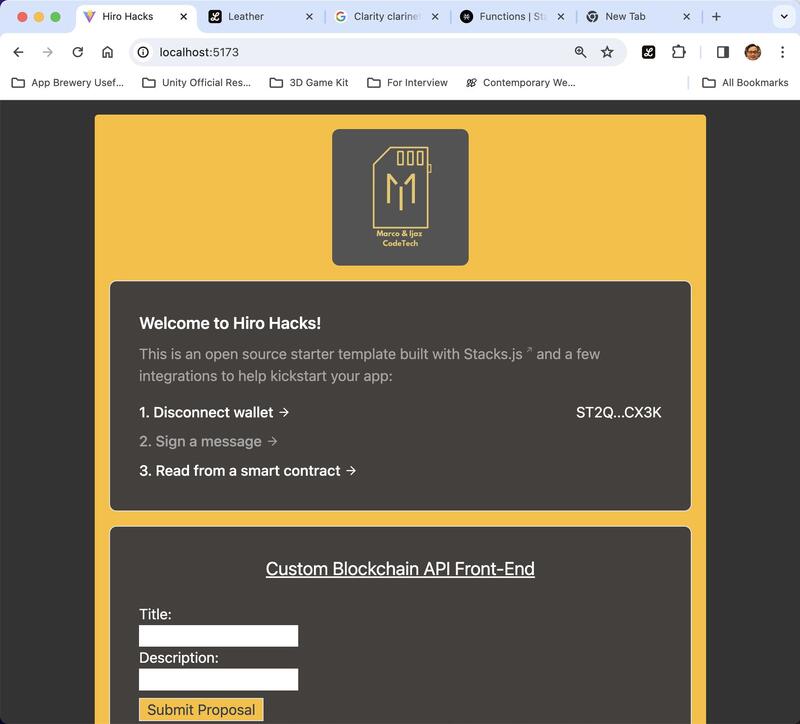 Hiro Hacks
Leather
Clarity clarine
Functions | Sta
New Tab
localhost:5173
App Brewery Usef...
Unity Official Res...
3D Game Kit
For Interview
Contemporary We...
All Bookmarks
Marco & Ijaz
CodeTech
Welcome to Hiro Hacks!
This is an open source starter template built with Stacks.js ↗ and a few
integrations to help kickstart your app:
1. Disconnect wallet → ST2Q...CX3K
2. Sign a message →
3. Read from a smart contract →
Custom Blockchain API Front-End
Title:
Description:
Submit Proposal